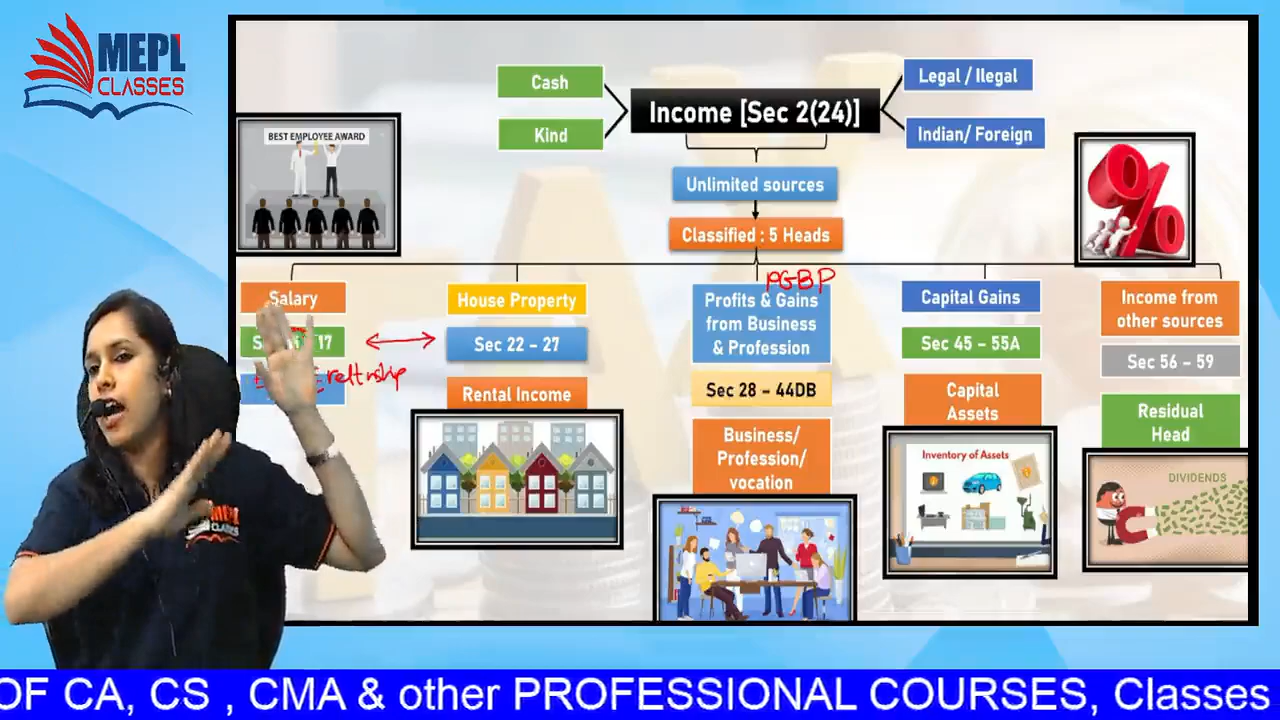 MEPL
CLASSES
Cash
Kind
Income [Sec 2(24)]
Legal / Ilegal
Indian/ Foreign
Unlimited sources
Classified : 5 Heads
BEST EMPLOYEE AWARD
Salary
17
reltnship
House Property
Sec 22 – 27
Rental Income
PGBP
Profits & Gains
from Business
& Profession
Sec 28 – 44DB
Business/
Profession/
vocation
Capital Gains
Sec 45 – 55A
Capital
Assets
Inventory of Assets
Income from
other sources
Sec 56 – 59
Residual
Head
DIVIDENDS
MEPL
CLASSES
OF CA, CS , CMA & other PROFESSIONAL COURSES, Classes